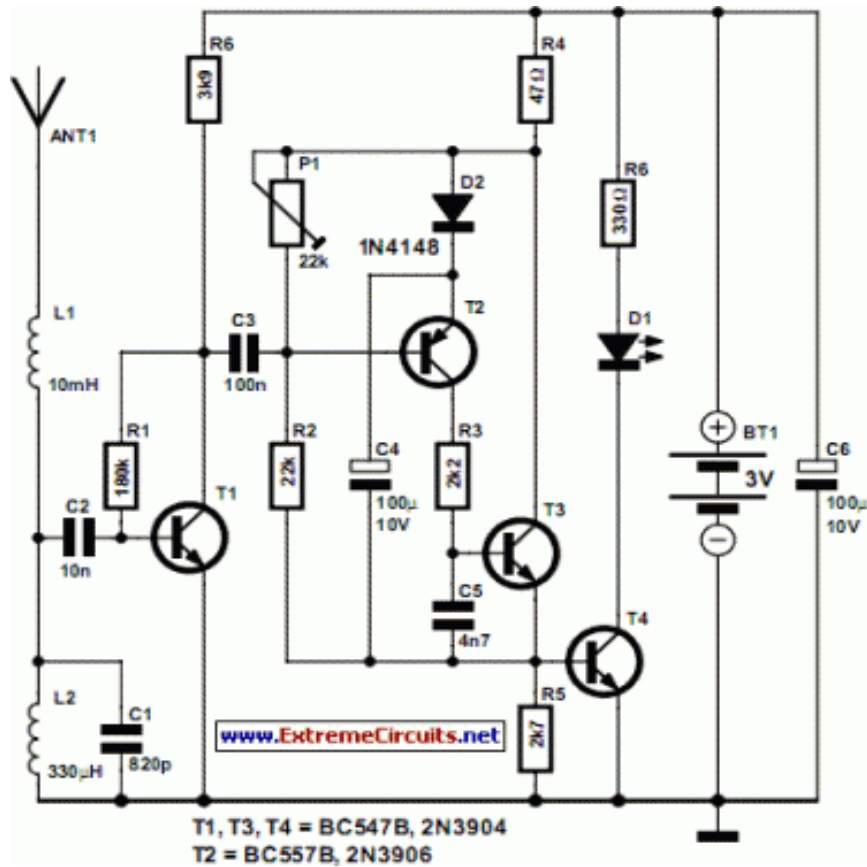 R6
3k9
R4
47Ω
ANT1
P1
22k
D2
1N4148
R6
330Ω
L1
10mH
C3
100n
T2
D1
R1
180k
R2
22k
C4
100µ
10V
R3
2k2
BT1
3V
C6
100µ
10V
C2
10n
T1
T3
C5
4n7
T4
L2
330µH
C1
820p
R5
2k7
www.ExtremeCircuits.net
T1, T3, T4 = BC547B, 2N3904
T2 = BC557B, 2N3906